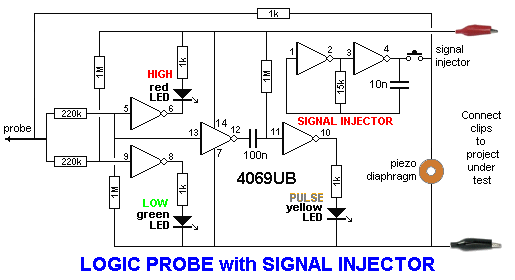 1k
1M
HIGH
red
LED
1k
1M
1
2
3
4
15k
10n
signal
injector
SIGNAL INJECTOR
220k
5
6
14
probe
13
12
11
10
100n
7
220k
9
8
4069UB
Connect
clips
to
project
under
test
piezo
diaphragm
1M
LOW
green
LED
1k
PULSE
yellow
LED
1k
LOGIC PROBE with SIGNAL INJECTOR